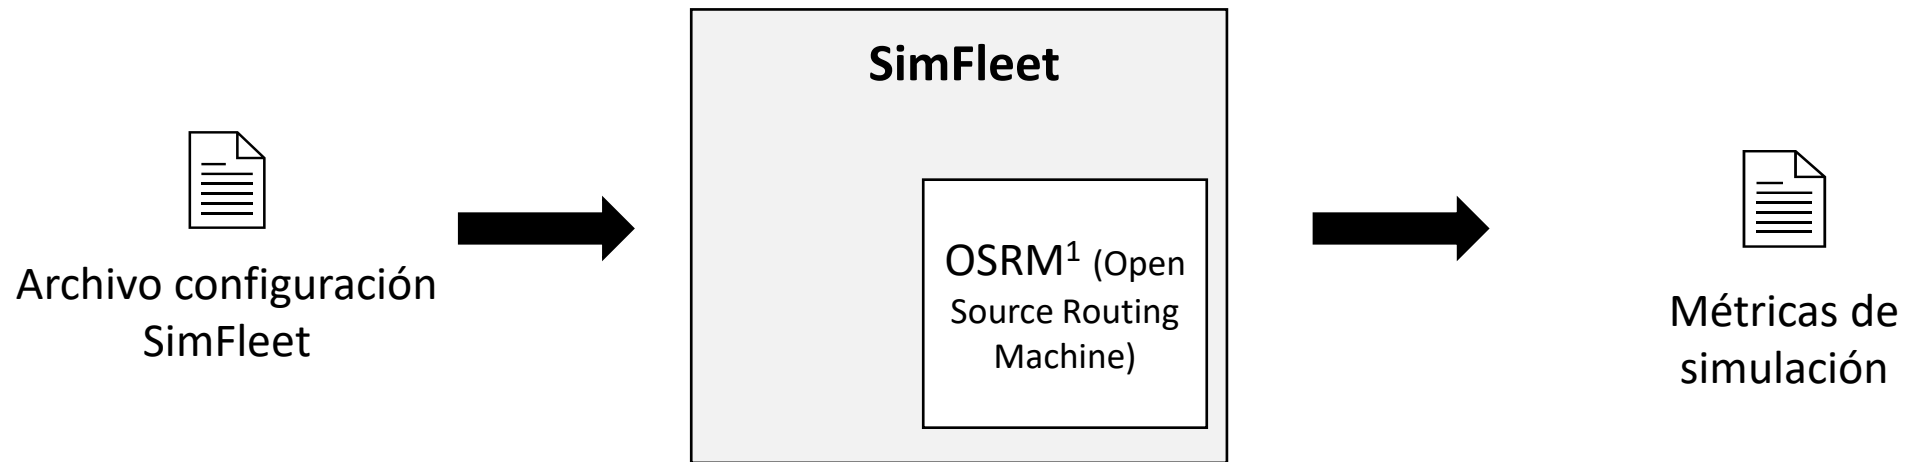 SimFleet
Archivo configuración
SimFleet
OSRM¹ (Open
Source Routing
Machine)
Métricas de
simulación